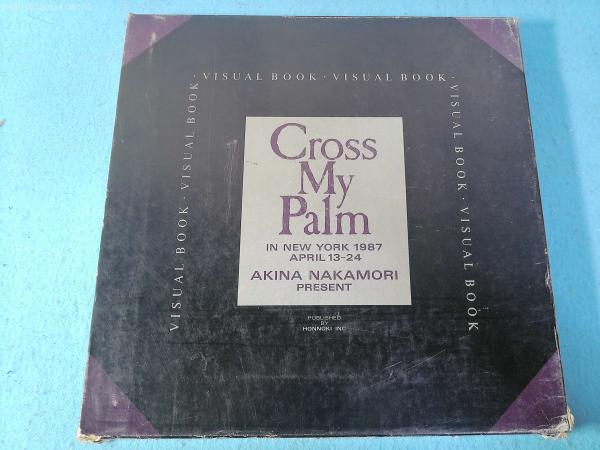 · VISUAL BOOK · VISUAL BOOK ·
VISUAL BOOK · VISUAL BOOK
VISUAL BOOK · VISUAL BOOK
Cross
My
Palm
IN NEW YORK 1987
APRIL 13-24
AKINA NAKAMORI
PRESENT
PUBLISHED
BY
HONNOKI INC